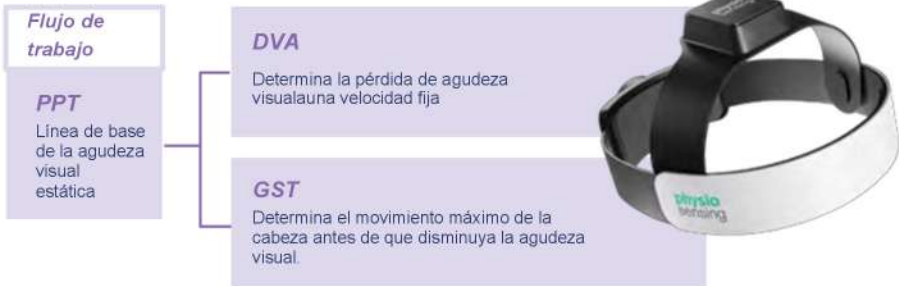 Flujo de
trabajo
PPT
Línea de base
de la agudeza
visual
estática
DVA
Determina la pérdida de agudeza
visualauna velocidad fija
GST
Determina el movimiento máximo de la
cabeza antes de que disminuya la agudeza
visual.
physio
sensing